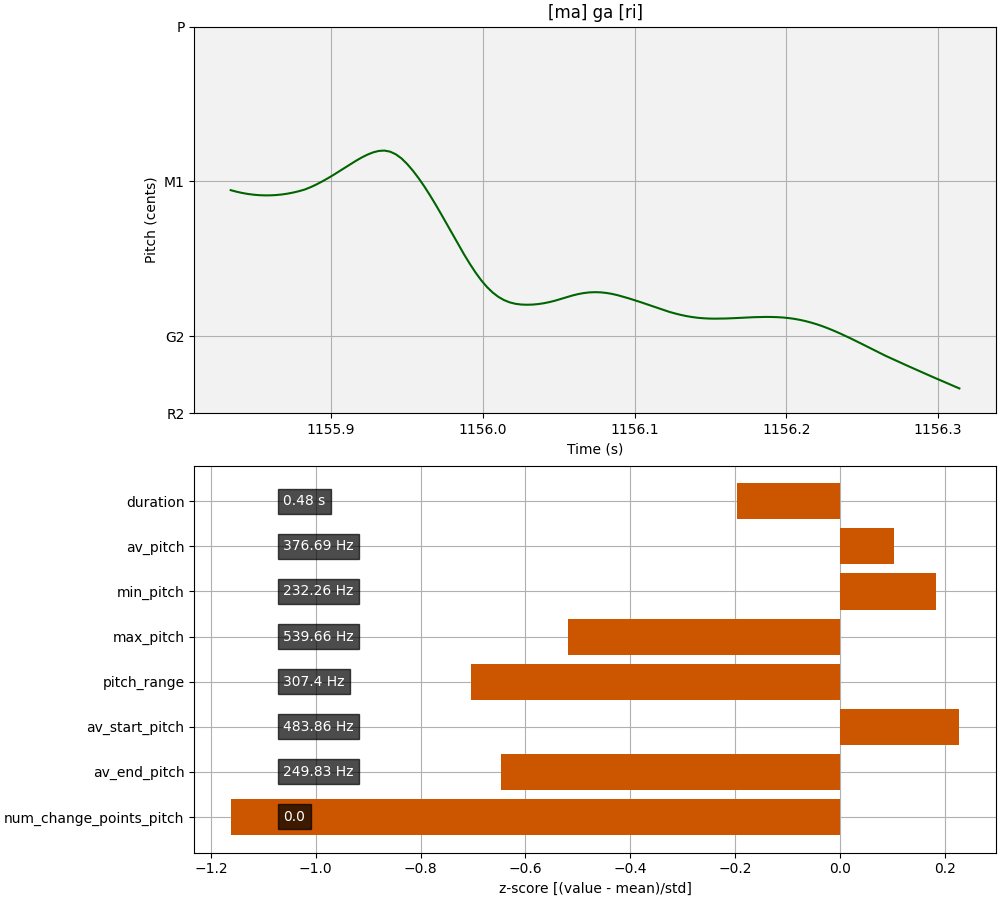 [ma] ga [ri]
P
M1
G2
R2
Pitch (cents)
1155.9 1156.0 1156.1 1156.2 1156.3
Time (s)
duration 0.48 s
av_pitch 376.69 Hz
min_pitch 232.26 Hz
max_pitch 539.66 Hz
pitch_range 307.4 Hz
av_start_pitch 483.86 Hz
av_end_pitch 249.83 Hz
num_change_points_pitch 0.0
−1.2 −1.0 −0.8 −0.6 −0.4 −0.2 0.0 0.2
z-score [(value - mean)/std]